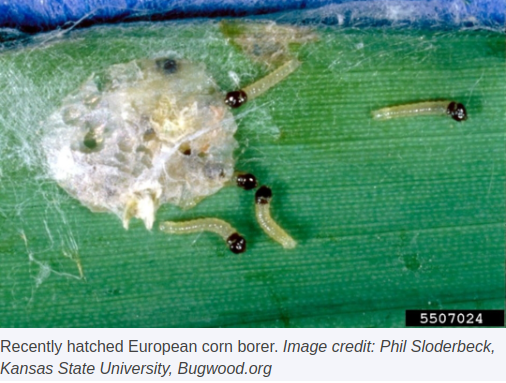 5507024
Recently hatched European corn borer. Image credit: Phil Sloderbeck,
Kansas State University, Bugwood.org